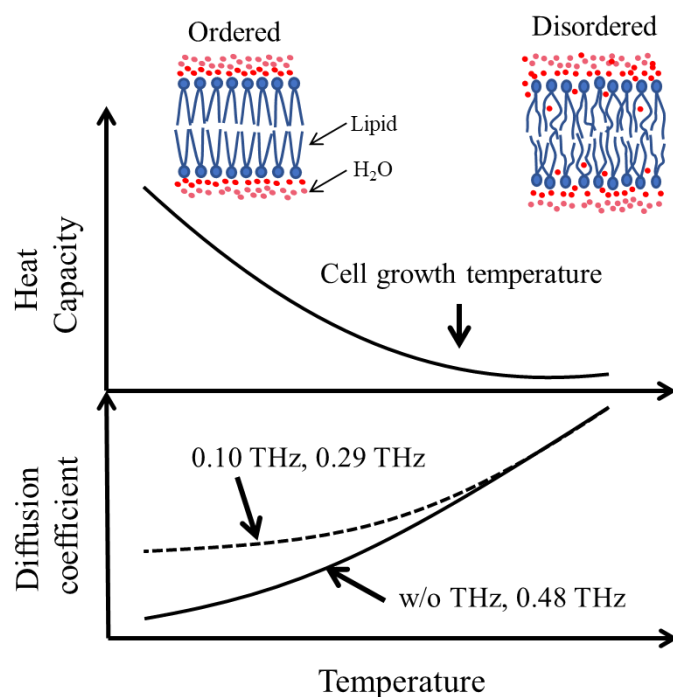 Ordered
Disordered
Lipid
H₂O
Heat
Capacity
Cell growth temperature
Diffusion
coefficient
0.10 THz, 0.29 THz
w/o THz, 0.48 THz
Temperature